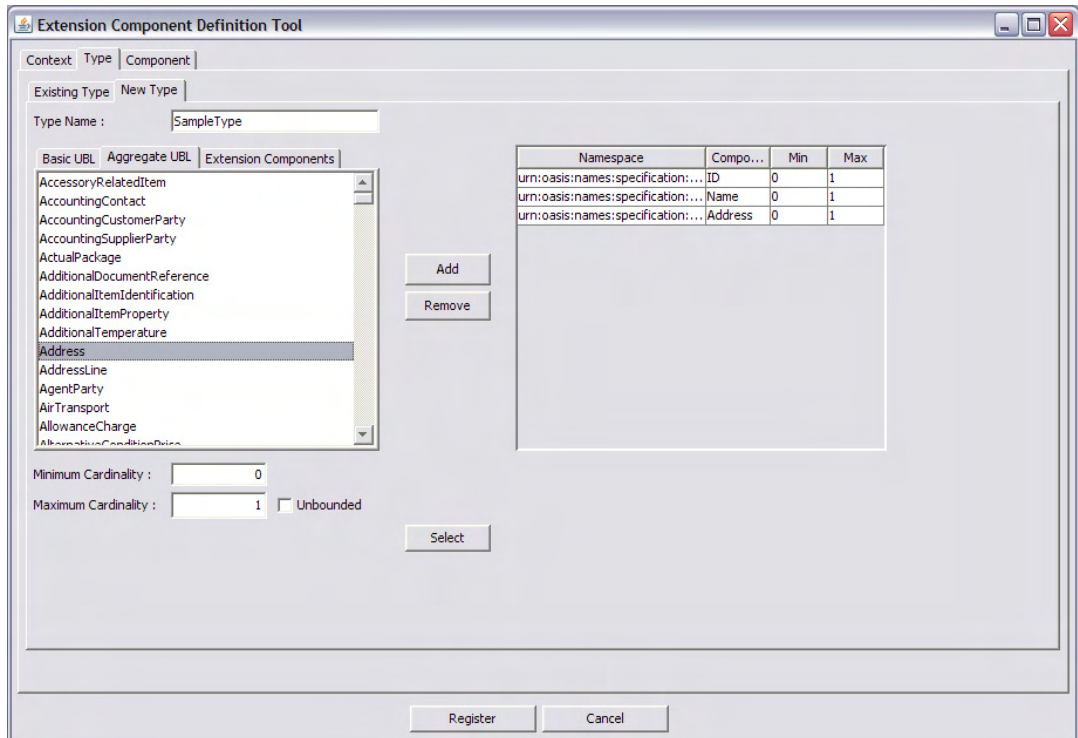 Extension Component Definition Tool
Context Type Component
Existing Type New Type
Type Name : SampleType
Basic UBL Aggregate UBL Extension Components
AccessoryRelatedItem
AccountingContact
AccountingCustomerParty
AccountingSupplierParty
ActualPackage
AdditionalDocumentReference
AdditionalItemIdentification
AdditionalItemProperty
AdditionalTemperature
Address
AddressLine
AgentParty
AirTransport
AllowanceCharge
AlternativeConditionPrice
Add
Remove
Namespace Compo... Min Max
urn:oasis:names:specification:... ID 0 1
urn:oasis:names:specification:... Name 0 1
urn:oasis:names:specification:... Address 0 1
Minimum Cardinality : 0
Maximum Cardinality : 1 Unbounded
Select
Register Cancel